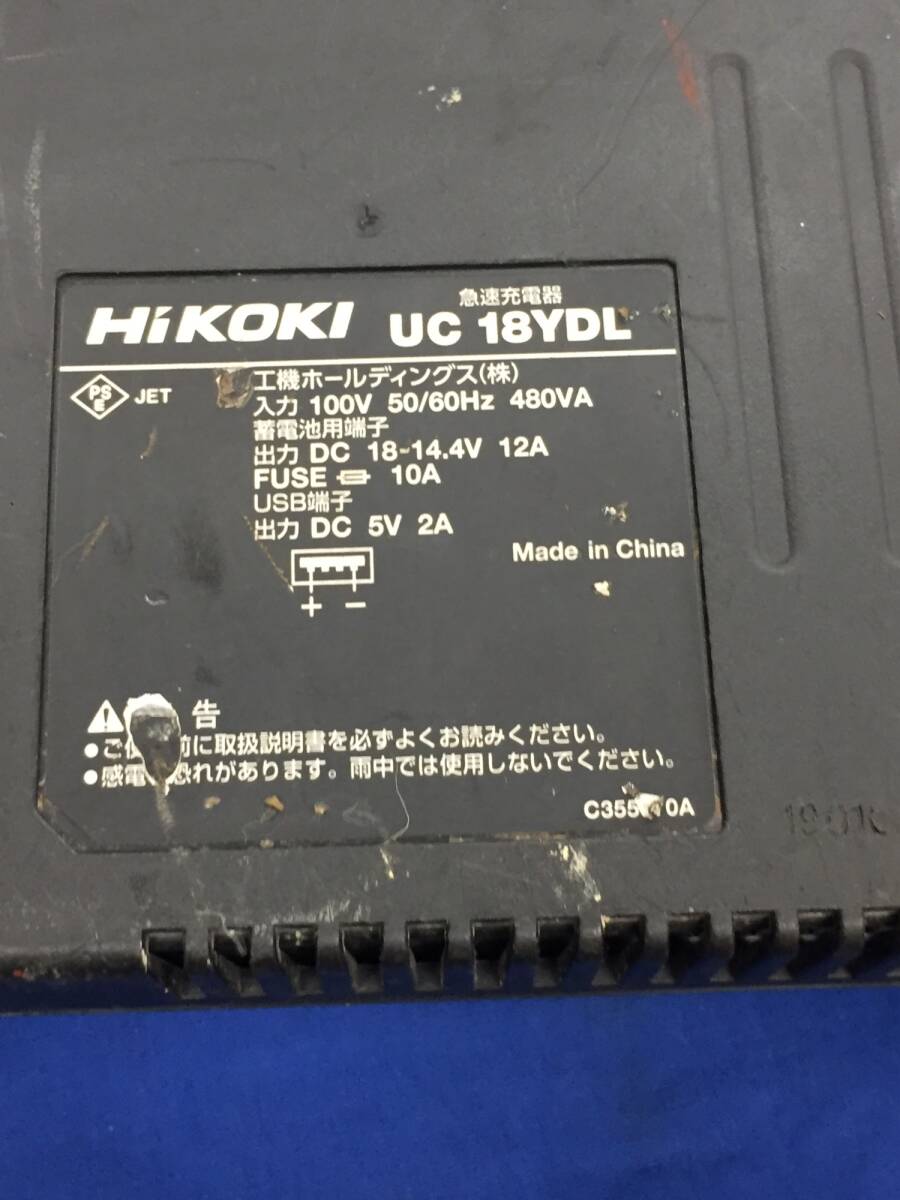 HiKOKI
急速充電器
UC 18YDL
PS
E
JET
工機ホールディングス(株)
入力 100V 50/60Hz 480VA
蓄電池用端子
出力 DC 18-14.4V 12A
FUSE 10A
USB端子
出力 DC 5V 2A
+ −
Made in China
告
●ご 前に取扱説明書を必ずよくお読みください。
●感電 恐れがあります。雨中では使用しないでください。